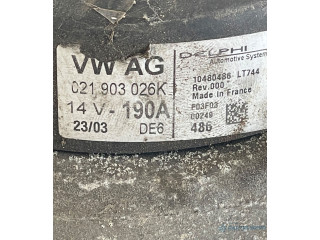 VW AG
021 903 026K
14 V - 190A
23/03 DE6
DELPHI
Automotive Systems
10480486 LT744
Rev.000
Made in France
P03F03
00249
486